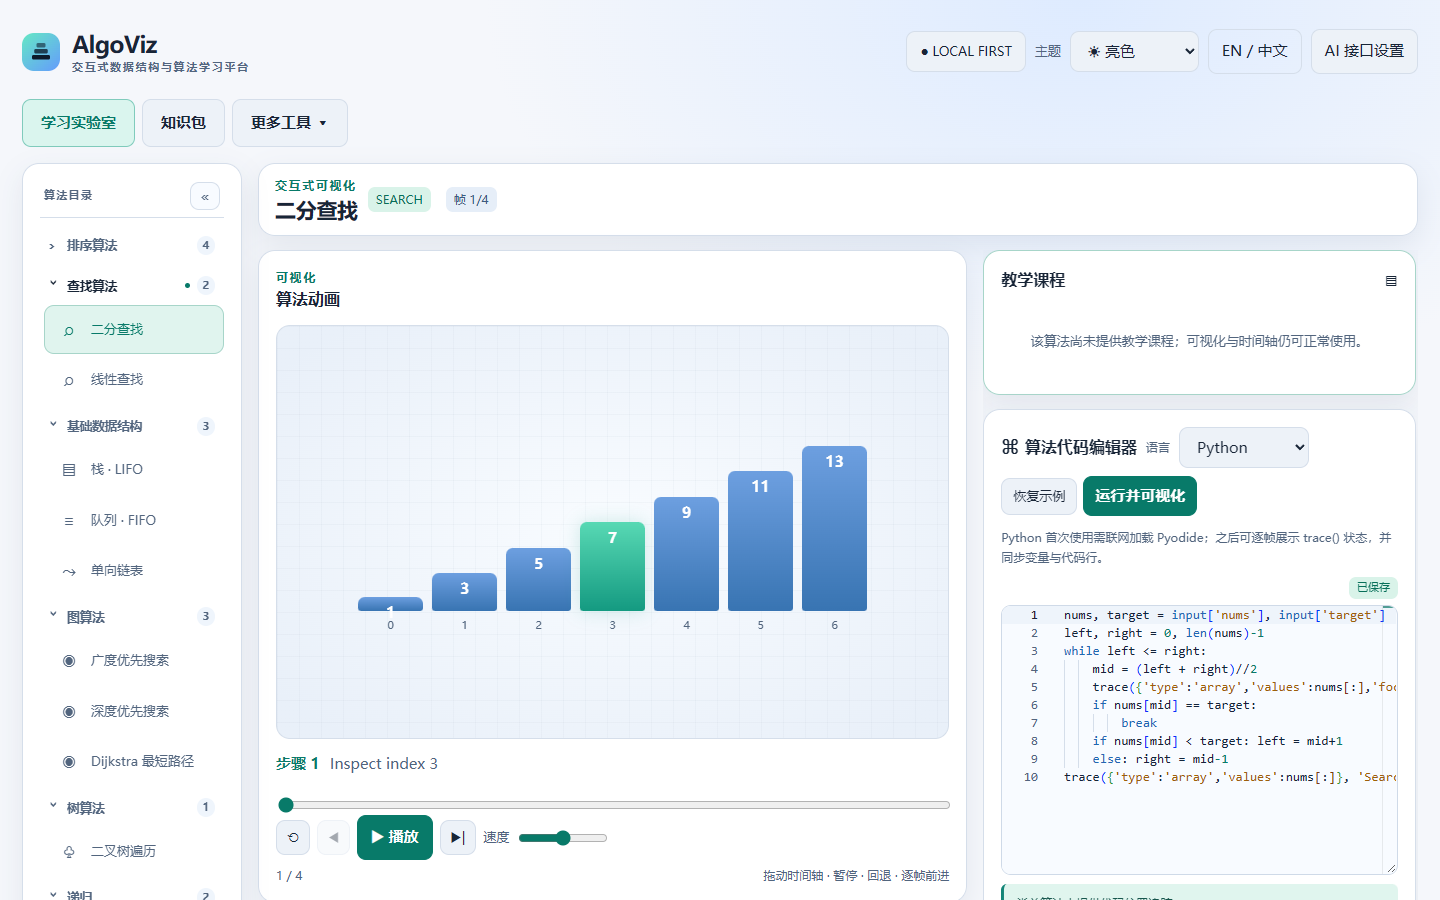 AlgoViz
交互式数据结构与算法学习平台
● LOCAL FIRST
主题
☀ 亮色
EN / 中文
AI 接口设置
学习实验室
知识包
更多工具 ▼
算法目录
«
› 排序算法 4
查找算法 2
二分查找
线性查找
基础数据结构 3
栈 · LIFO
队列 · FIFO
单向链表
图算法 3
广度优先搜索
深度优先搜索
Dijkstra 最短路径
树算法 1
二叉树遍历
递归 2
交互式可视化
二分查找
SEARCH
帧 1/4
可视化
算法动画
1 3 5 7 9 11 13
0 1 2 3 4 5 6
步骤 1 Inspect index 3
▶ 播放
速度
1 / 4
拖动时间轴 · 暂停 · 回退 · 逐帧前进
教学课程
该算法尚未提供教学课程；可视化与时间轴仍可正常使用。
⌘ 算法代码编辑器
语言
Python
恢复示例
运行并可视化
Python 首次使用需联网加载 Pyodide；之后可逐帧展示 trace() 状态，并
同步变量与代码行。
已保存
1 nums, target = input['nums'], input['target']
2 left, right = 0, len(nums)-1
3 while left <= right:
4 mid = (left + right)//2
5 trace({'type':'array','values':nums[:],'foc
6 if nums[mid] == target:
7 break
8 if nums[mid] < target: left = mid+1
9 else: right = mid-1
10 trace({'type':'array','values':nums[:]}, 'Sear